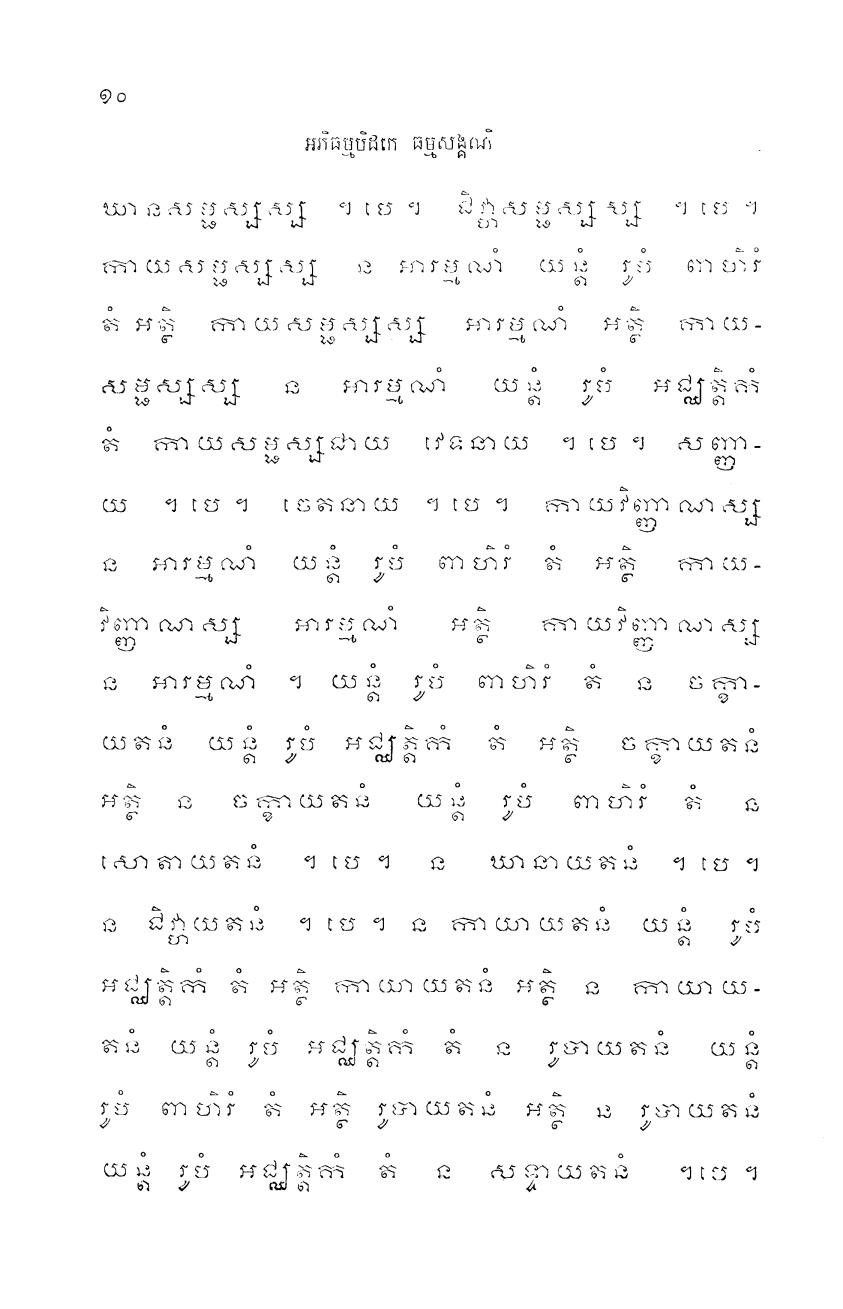 ១០
អភិធម្មបិដកេ ធម្មសង្គណី
ឃានសម្ផស្សស្ស ។ បេ ។ ជិវ្ហាសម្ផស្សស្ស ។ បេ ។
កាយសម្ផស្សស្ស ន អារម្មណំ យន្តំ រូបំ ពាហិរំ
តំ អត្ថិ កាយសម្ផស្សស្ស អារម្មណំ អត្ថិ កាយ-
សម្ផស្សស្ស ន អារម្មណំ យន្តំ រូបំ អជ្ឈត្តិកំ
តំ កាយសម្ផស្សជាយ វេទនាយ ។ បេ ។ សញ្ញា-
យ ។ បេ ។ ចេតនាយ ។ បេ ។ កាយវិញ្ញាណស្ស
ន អារម្មណំ យន្តំ រូបំ ពាហិរំ តំ អត្ថិ កាយ-
វិញ្ញាណស្ស អារម្មណំ អត្ថិ កាយវិញ្ញាណស្ស
ន អារម្មណំ ។ យន្តំ រូបំ ពាហិរំ តំ ន ចក្ខា-
យតនំ យន្តំ រូបំ អជ្ឈត្តិកំ តំ អត្ថិ ចក្ខាយតនំ
អត្ថិ ន ចក្ខាយតនំ យន្តំ រូបំ ពាហិរំ តំ ន
សោតាយតនំ ។ បេ ។ ន ឃានាយតនំ ។ បេ ។
ន ជិវ្ហាយតនំ ។ បេ ។ ន កាយាយតនំ យន្តំ រូបំ
អជ្ឈត្តិកំ តំ អត្ថិ កាយាយតនំ អត្ថិ ន កាយាយ-
តនំ យន្តំ រូបំ អជ្ឈត្តិកំ តំ ន រូបាយតនំ យន្តំ
រូបំ ពាហិរំ តំ អត្ថិ រូបាយតនំ អត្ថិ ន រូបាយតនំ
យន្តំ រូបំ អជ្ឈត្តិកំ តំ ន សទ្ទាយតនំ ។ បេ ។